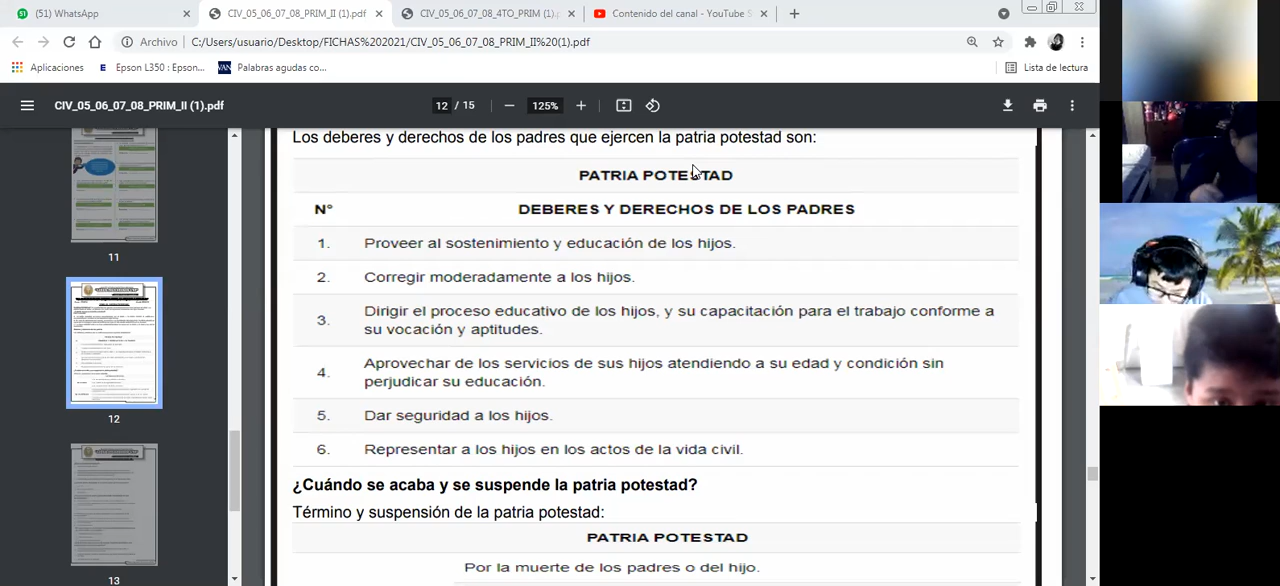 (51) WhatsApp
CIV_05_06_07_08_PRIM_II (1).pdf
CIV_05_06_07_08_4TO_PRIM (1).p
Contenido del canal - YouTube S
Archivo | C:/Users/usuario/Desktop/FICHAS%202021/CIV_05_06_07_08_PRIM_II%20(1).pdf
Aplicaciones
Epson L350 : Epson...
Palabras agudas co...
Lista de lectura
CIV_05_06_07_08_PRIM_II (1).pdf
12 / 15
125%
Los deberes y derechos de los padres que ejercen la patria potestad son:
PATRIA POTESTAD
N° DEBERES Y DERECHOS DE LOS PADRES
1. Proveer al sostenimiento y educación de los hijos.
2. Corregir moderadamente a los hijos.
3. Dirigir el proceso educativo de los hijos, y su capacitación para el trabajo conforme a
su vocación y aptitudes.
4. Aprovechar de los servicios de sus hijos atendiendo a su edad y condición sin
perjudicar su educación.
5. Dar seguridad a los hijos.
6. Representar a los hijos en los actos de la vida civil.
¿Cuándo se acaba y se suspende la patria potestad?
Término y suspensión de la patra potestad:
PATRIA POTESTAD
Por la muerte de los padres o del hijo.
11
12
13